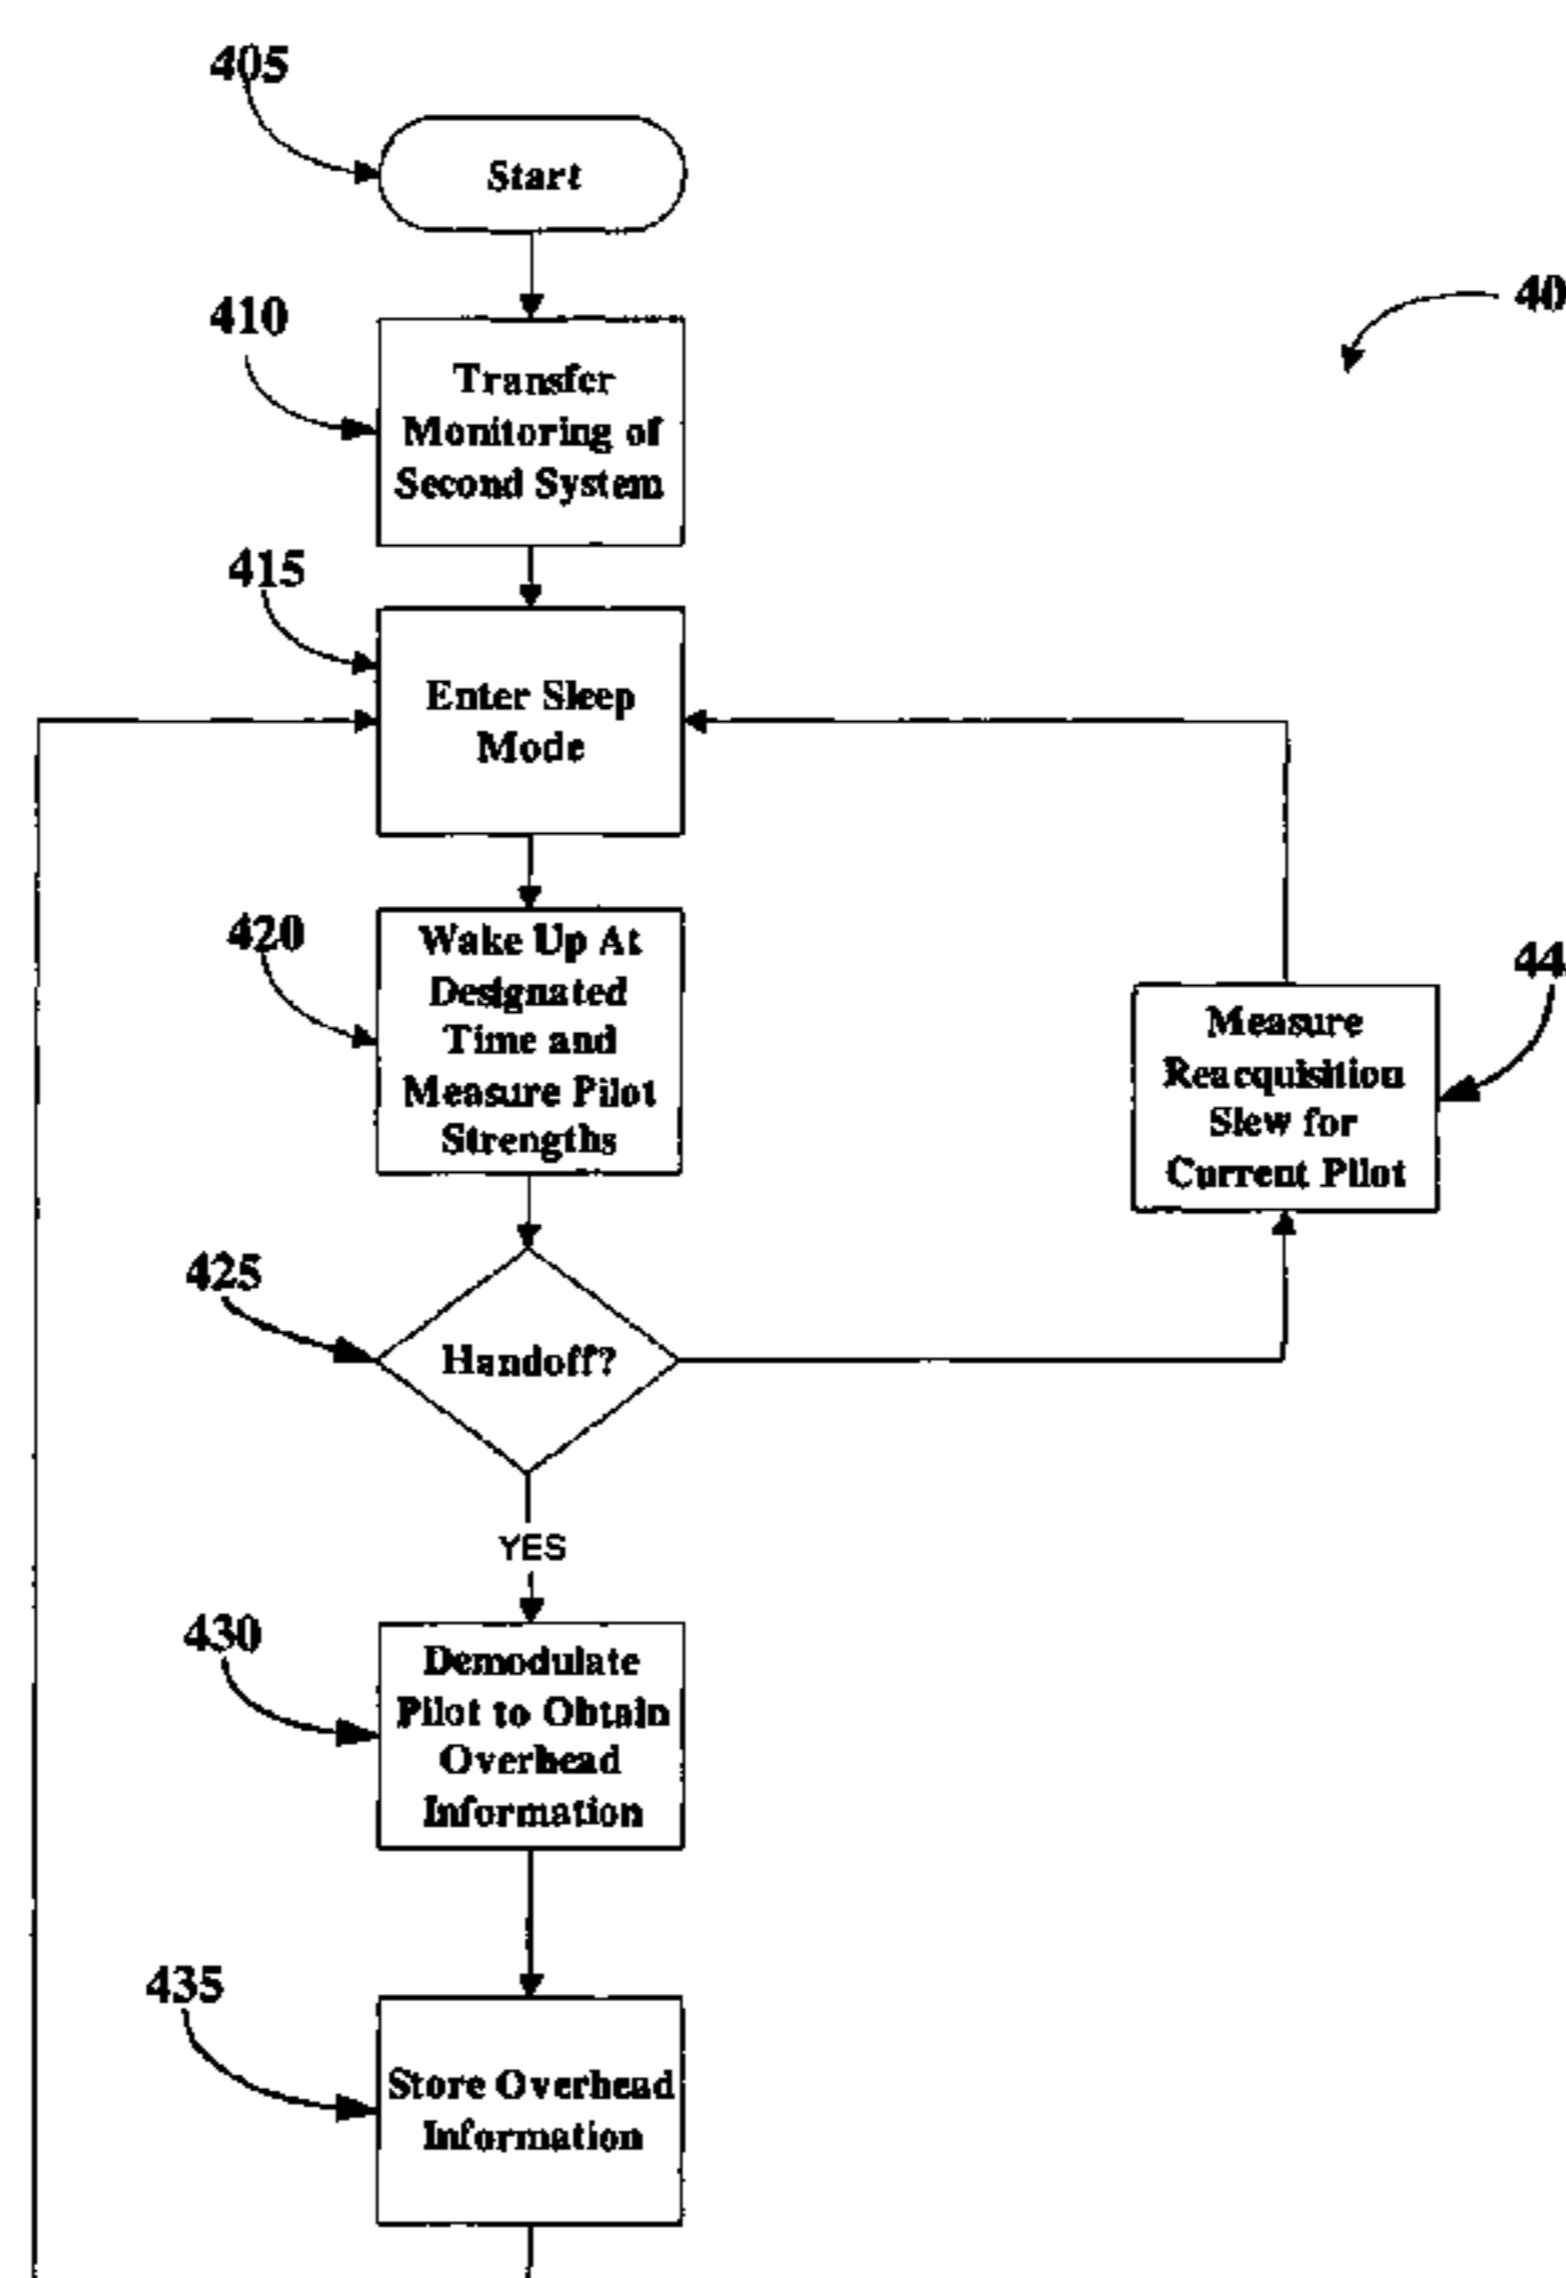 405
Start
410
40
Transfer
Monitoring of
Second System
415
Enter Sleep
Mode
420
Wake Up At
Designated
Time and
Measure Pilot
Strengths
44
Measure
Reacquisition
Slew for
Current Pilot
425
Handoff?
YES
430
Demodulate
Pilot to Obtain
Overhead
Information
435
Store Overhead
Information